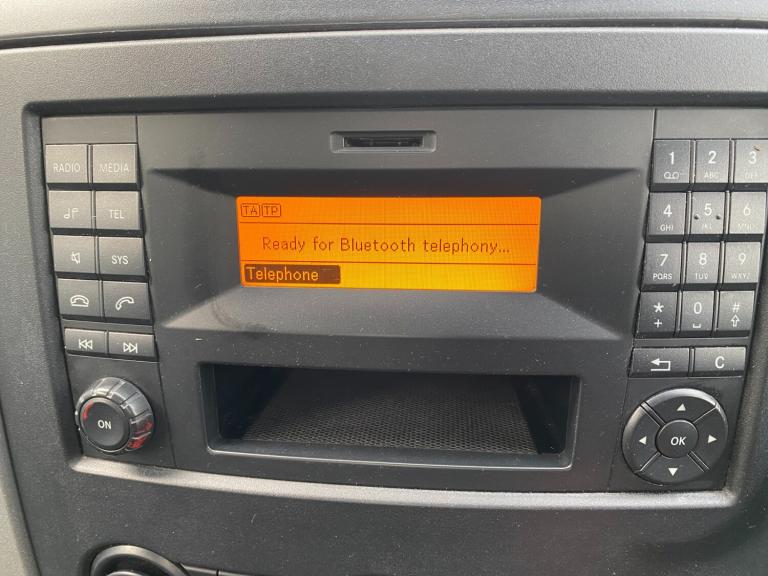 RADIO MEDIA
TEL
SYS
ON
TA TP
Ready for Bluetooth telephony...
Telephone
1 2 ABC 3 DEF
4 GHI 5 JKL 6 MNO
7 PQRS 8 TUV 9 WXYZ
* + 0 #
C
OK